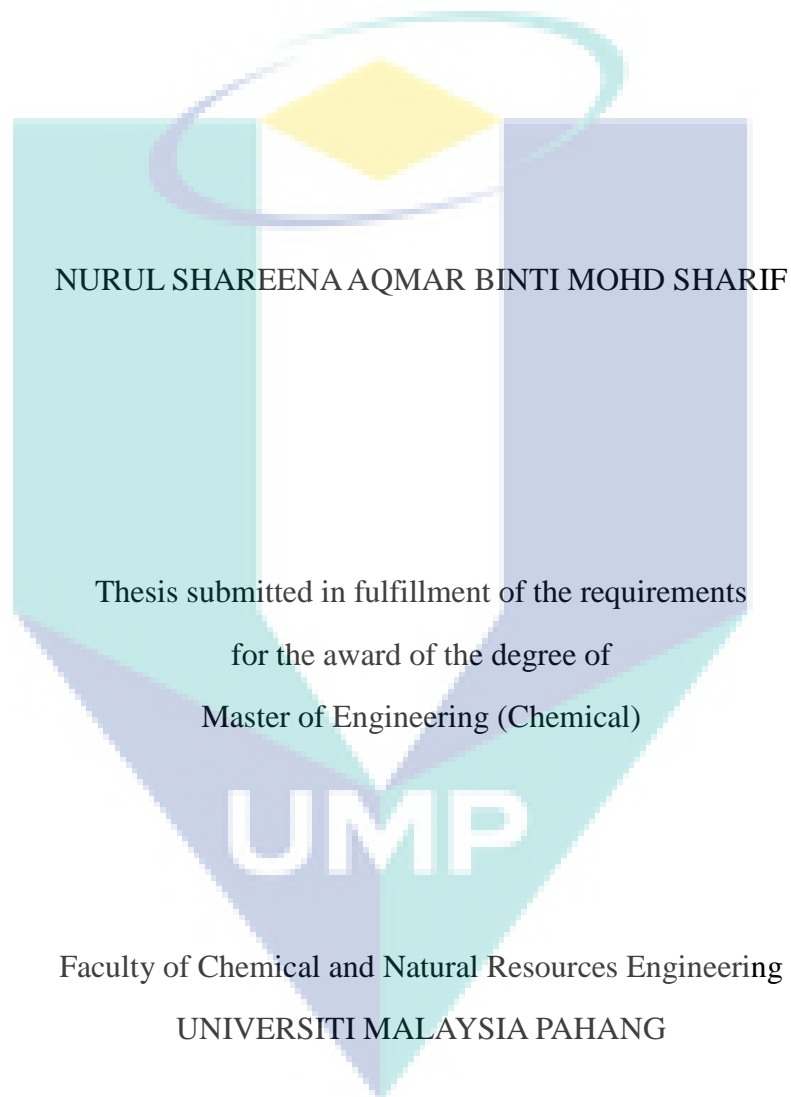 NURUL SHAREENA AQMAR BINTI MOHD SHARIF
Thesis submitted in fulfillment of the requirements
for the award of the degree of
Master of Engineering (Chemical)
UMP
Faculty of Chemical and Natural Resources Engineering
UNIVERSITI MALAYSIA PAHANG